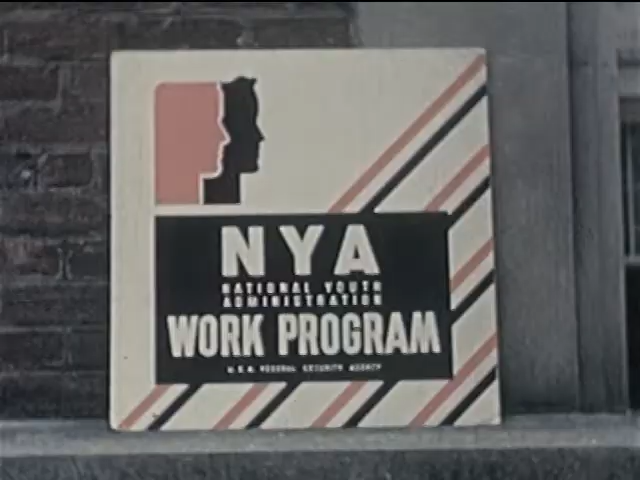 NYA
NATIONAL YOUTH
ADMINISTRATION
WORK PROGRAM
U.S.A. FEDERAL SECURITY AGENCY